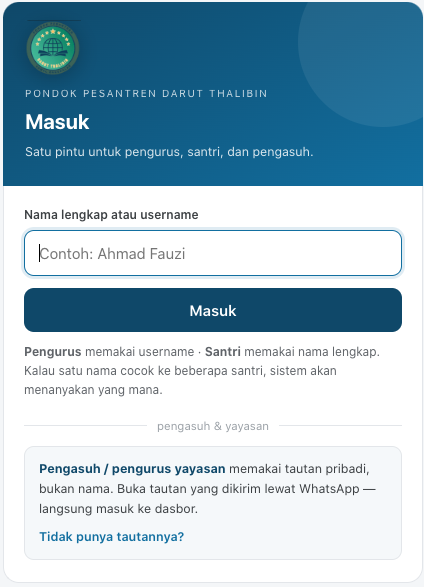 DARUT THALIBIN
PONDOK PESANTREN DARUT THALIBIN
Masuk
Satu pintu untuk pengurus, santri, dan pengasuh.
Nama lengkap atau username
Contoh: Ahmad Fauzi
Masuk
Pengurus memakai username · Santri memakai nama lengkap.
Kalau satu nama cocok ke beberapa santri, sistem akan
menanyakan yang mana.
pengasuh & yayasan
Pengasuh / pengurus yayasan memakai tautan pribadi,
bukan nama. Buka tautan yang dikirim lewat WhatsApp —
langsung masuk ke dasbor.
Tidak punya tautannya?